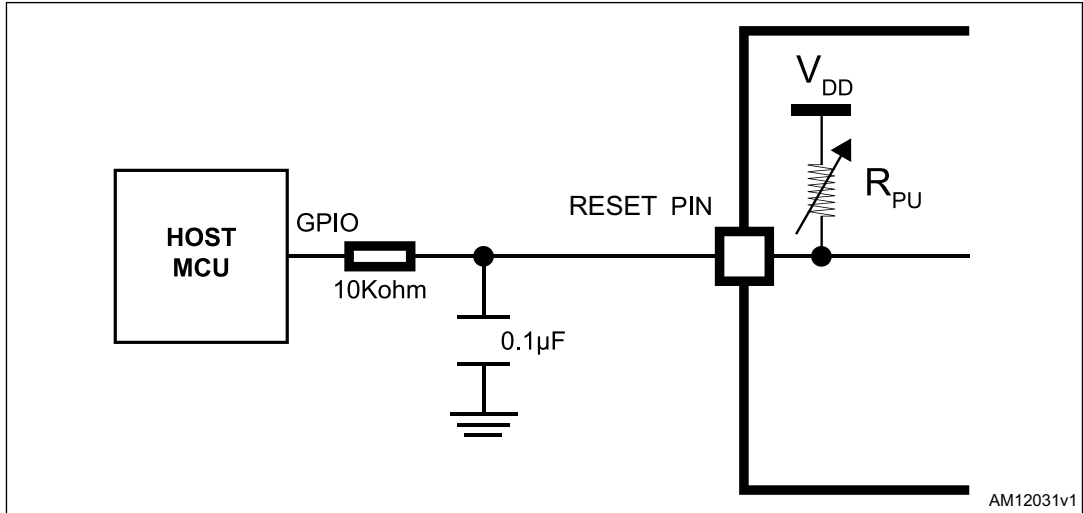 V DD
RESET PIN
R PU
GPIO
HOST
MCU
10Kohm
0.1µF
AM12031v1